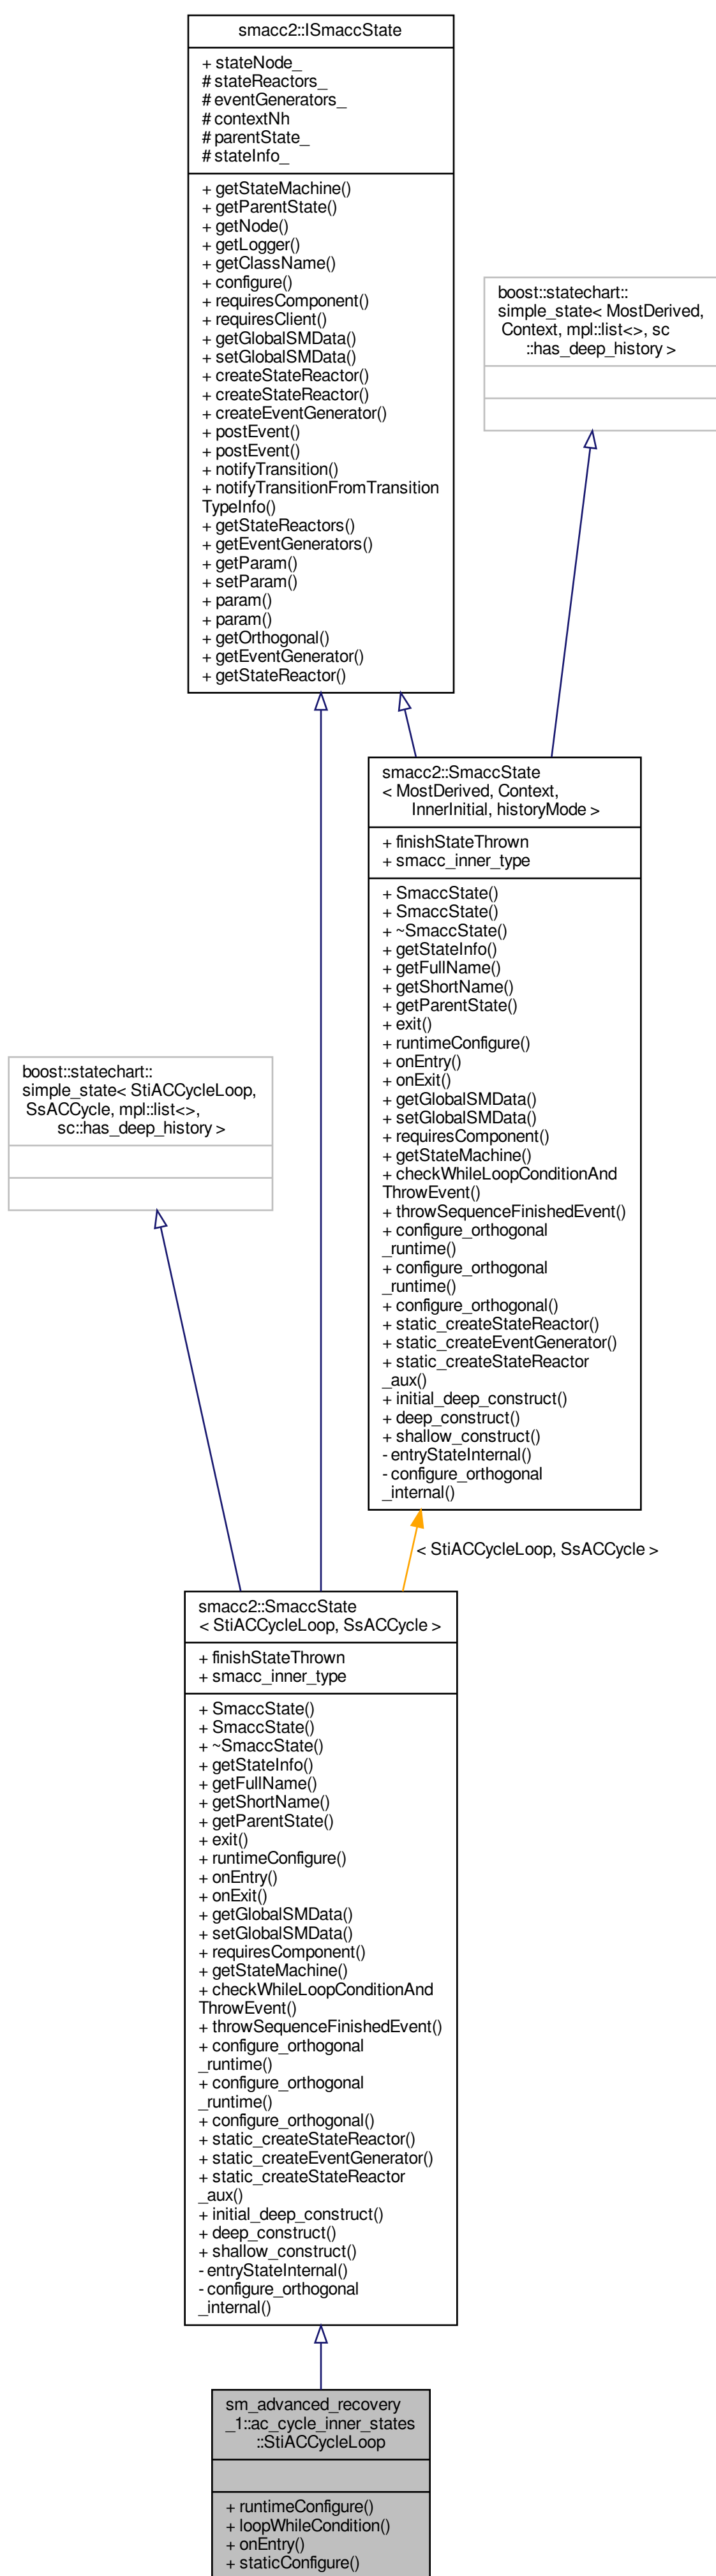 smacc2::ISmaccState
+ stateNode_
# stateReactors_
# eventGenerators_
# contextNh
# parentState_
# stateInfo_
+ getStateMachine()
+ getParentState()
+ getNode()
+ getLogger()
+ getClassName()
+ configure()
+ requiresComponent()
+ requiresClient()
+ getGlobalSMData()
+ setGlobalSMData()
+ createStateReactor()
+ createStateReactor()
+ createEventGenerator()
+ postEvent()
+ postEvent()
+ notifyTransition()
+ notifyTransitionFromTransition
TypeInfo()
+ getStateReactors()
+ getEventGenerators()
+ getParam()
+ setParam()
+ param()
+ param()
+ getOrthogonal()
+ getEventGenerator()
+ getStateReactor()
boost::statechart::
simple_state< MostDerived,
Context, mpl::list<>, sc
::has_deep_history >
smacc2::SmaccState
< MostDerived, Context,
InnerInitial, historyMode >
+ finishStateThrown
+ smacc_inner_type
+ SmaccState()
+ SmaccState()
+ ~SmaccState()
+ getStateInfo()
+ getFullName()
+ getShortName()
+ getParentState()
+ exit()
+ runtimeConfigure()
+ onEntry()
+ onExit()
+ getGlobalSMData()
+ setGlobalSMData()
+ requiresComponent()
+ getStateMachine()
+ checkWhileLoopConditionAnd
ThrowEvent()
+ throwSequenceFinishedEvent()
+ configure_orthogonal
_runtime()
+ configure_orthogonal
_runtime()
+ configure_orthogonal()
+ static_createStateReactor()
+ static_createEventGenerator()
+ static_createStateReactor
_aux()
+ initial_deep_construct()
+ deep_construct()
+ shallow_construct()
- entryStateInternal()
- configure_orthogonal
_internal()
boost::statechart::
simple_state< StiACCycleLoop,
SsACCycle, mpl::list<>,
sc::has_deep_history >
< StiACCycleLoop, SsACCycle >
smacc2::SmaccState
< StiACCycleLoop, SsACCycle >
+ finishStateThrown
+ smacc_inner_type
+ SmaccState()
+ SmaccState()
+ ~SmaccState()
+ getStateInfo()
+ getFullName()
+ getShortName()
+ getParentState()
+ exit()
+ runtimeConfigure()
+ onEntry()
+ onExit()
+ getGlobalSMData()
+ setGlobalSMData()
+ requiresComponent()
+ getStateMachine()
+ checkWhileLoopConditionAnd
ThrowEvent()
+ throwSequenceFinishedEvent()
+ configure_orthogonal
_runtime()
+ configure_orthogonal
_runtime()
+ configure_orthogonal()
+ static_createStateReactor()
+ static_createEventGenerator()
+ static_createStateReactor
_aux()
+ initial_deep_construct()
+ deep_construct()
+ shallow_construct()
- entryStateInternal()
- configure_orthogonal
_internal()
sm_advanced_recovery
_1::ac_cycle_inner_states
::StiACCycleLoop
+ runtimeConfigure()
+ loopWhileCondition()
+ onEntry()
+ staticConfigure()